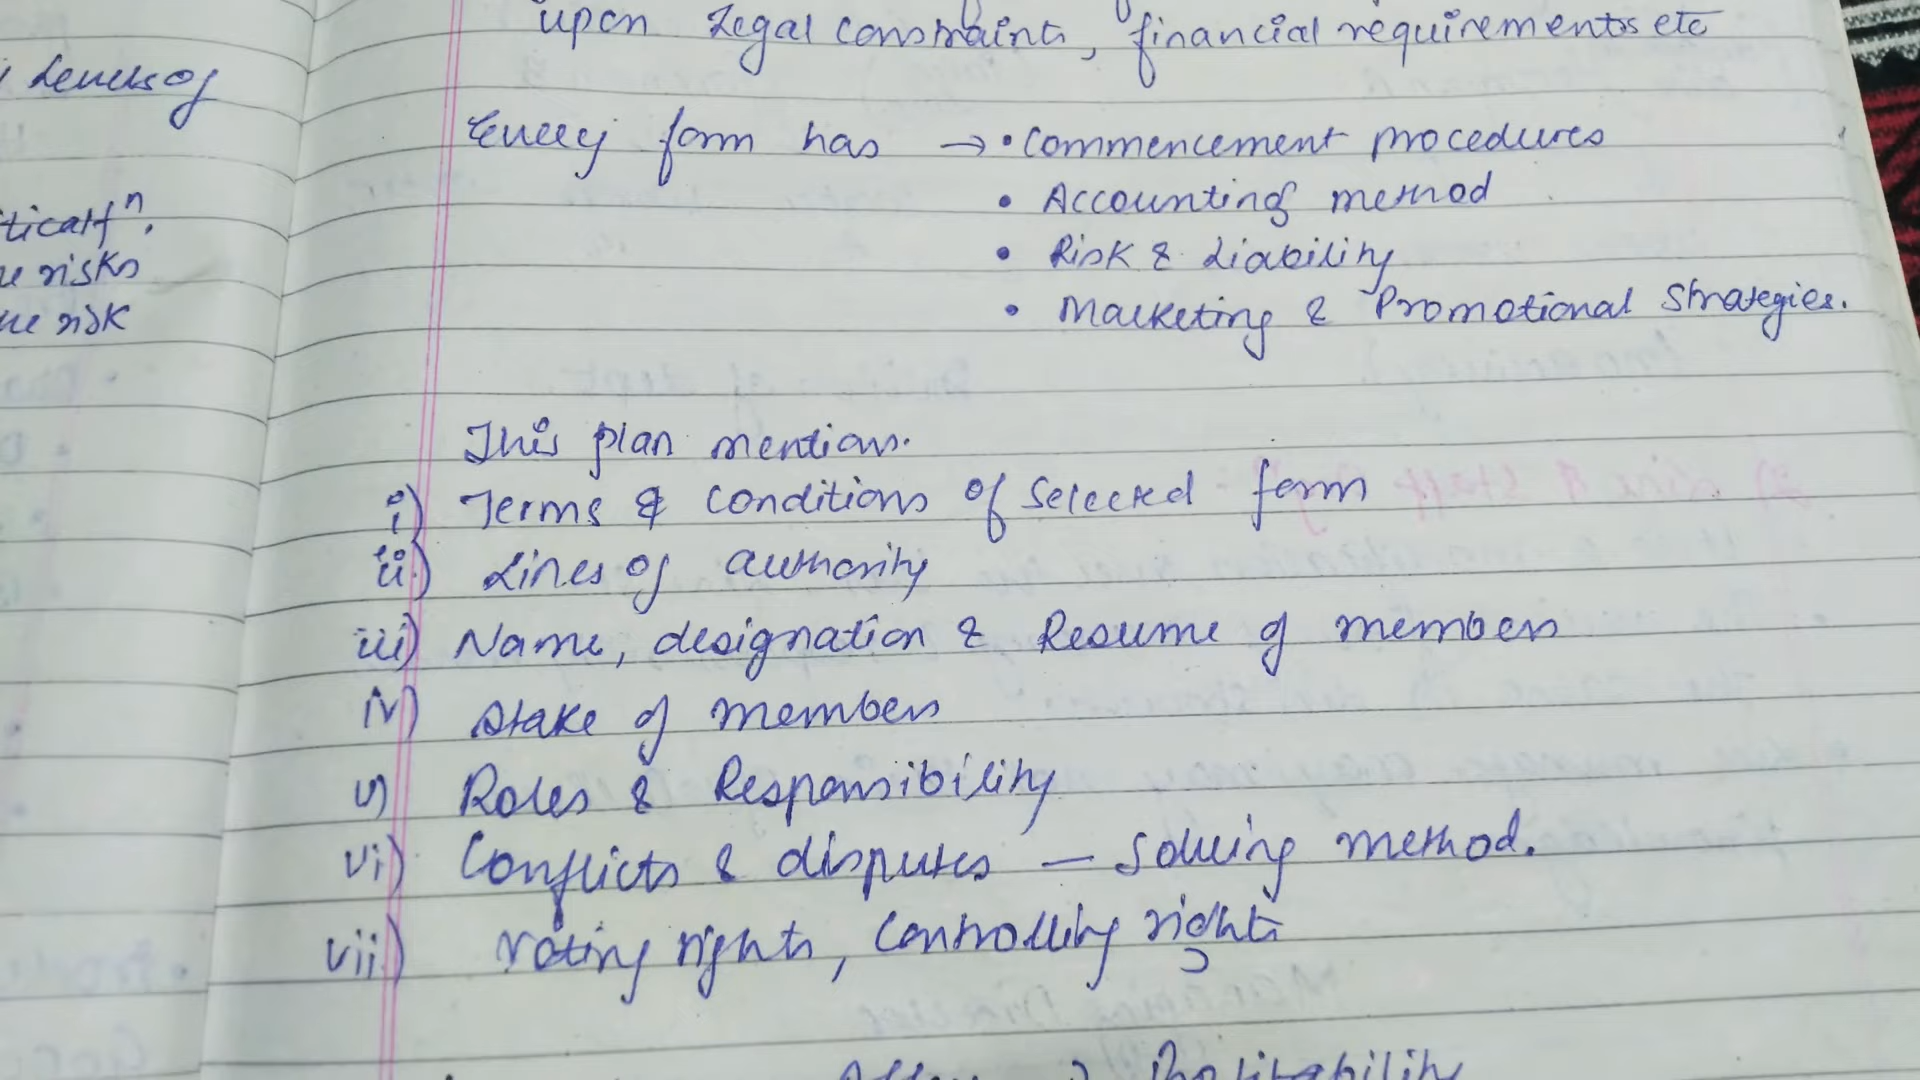 upon Legal constraints, financial requirements etc
Levels of
Every form has → • Commencement procedures
• Accounting method
risks
• Risk & Liability
risk
• Marketing & Promotional Strategies.
This plan mentions.
i) Terms & conditions of Selected form
ii) Lines of authority
iii) Name, designation & Resume of members
iv) Stake of members
v) Roles & Responsibility
vi) Conflicts & disputes — Solving method.
vii) Voting rights, Controlling rights
Profitability